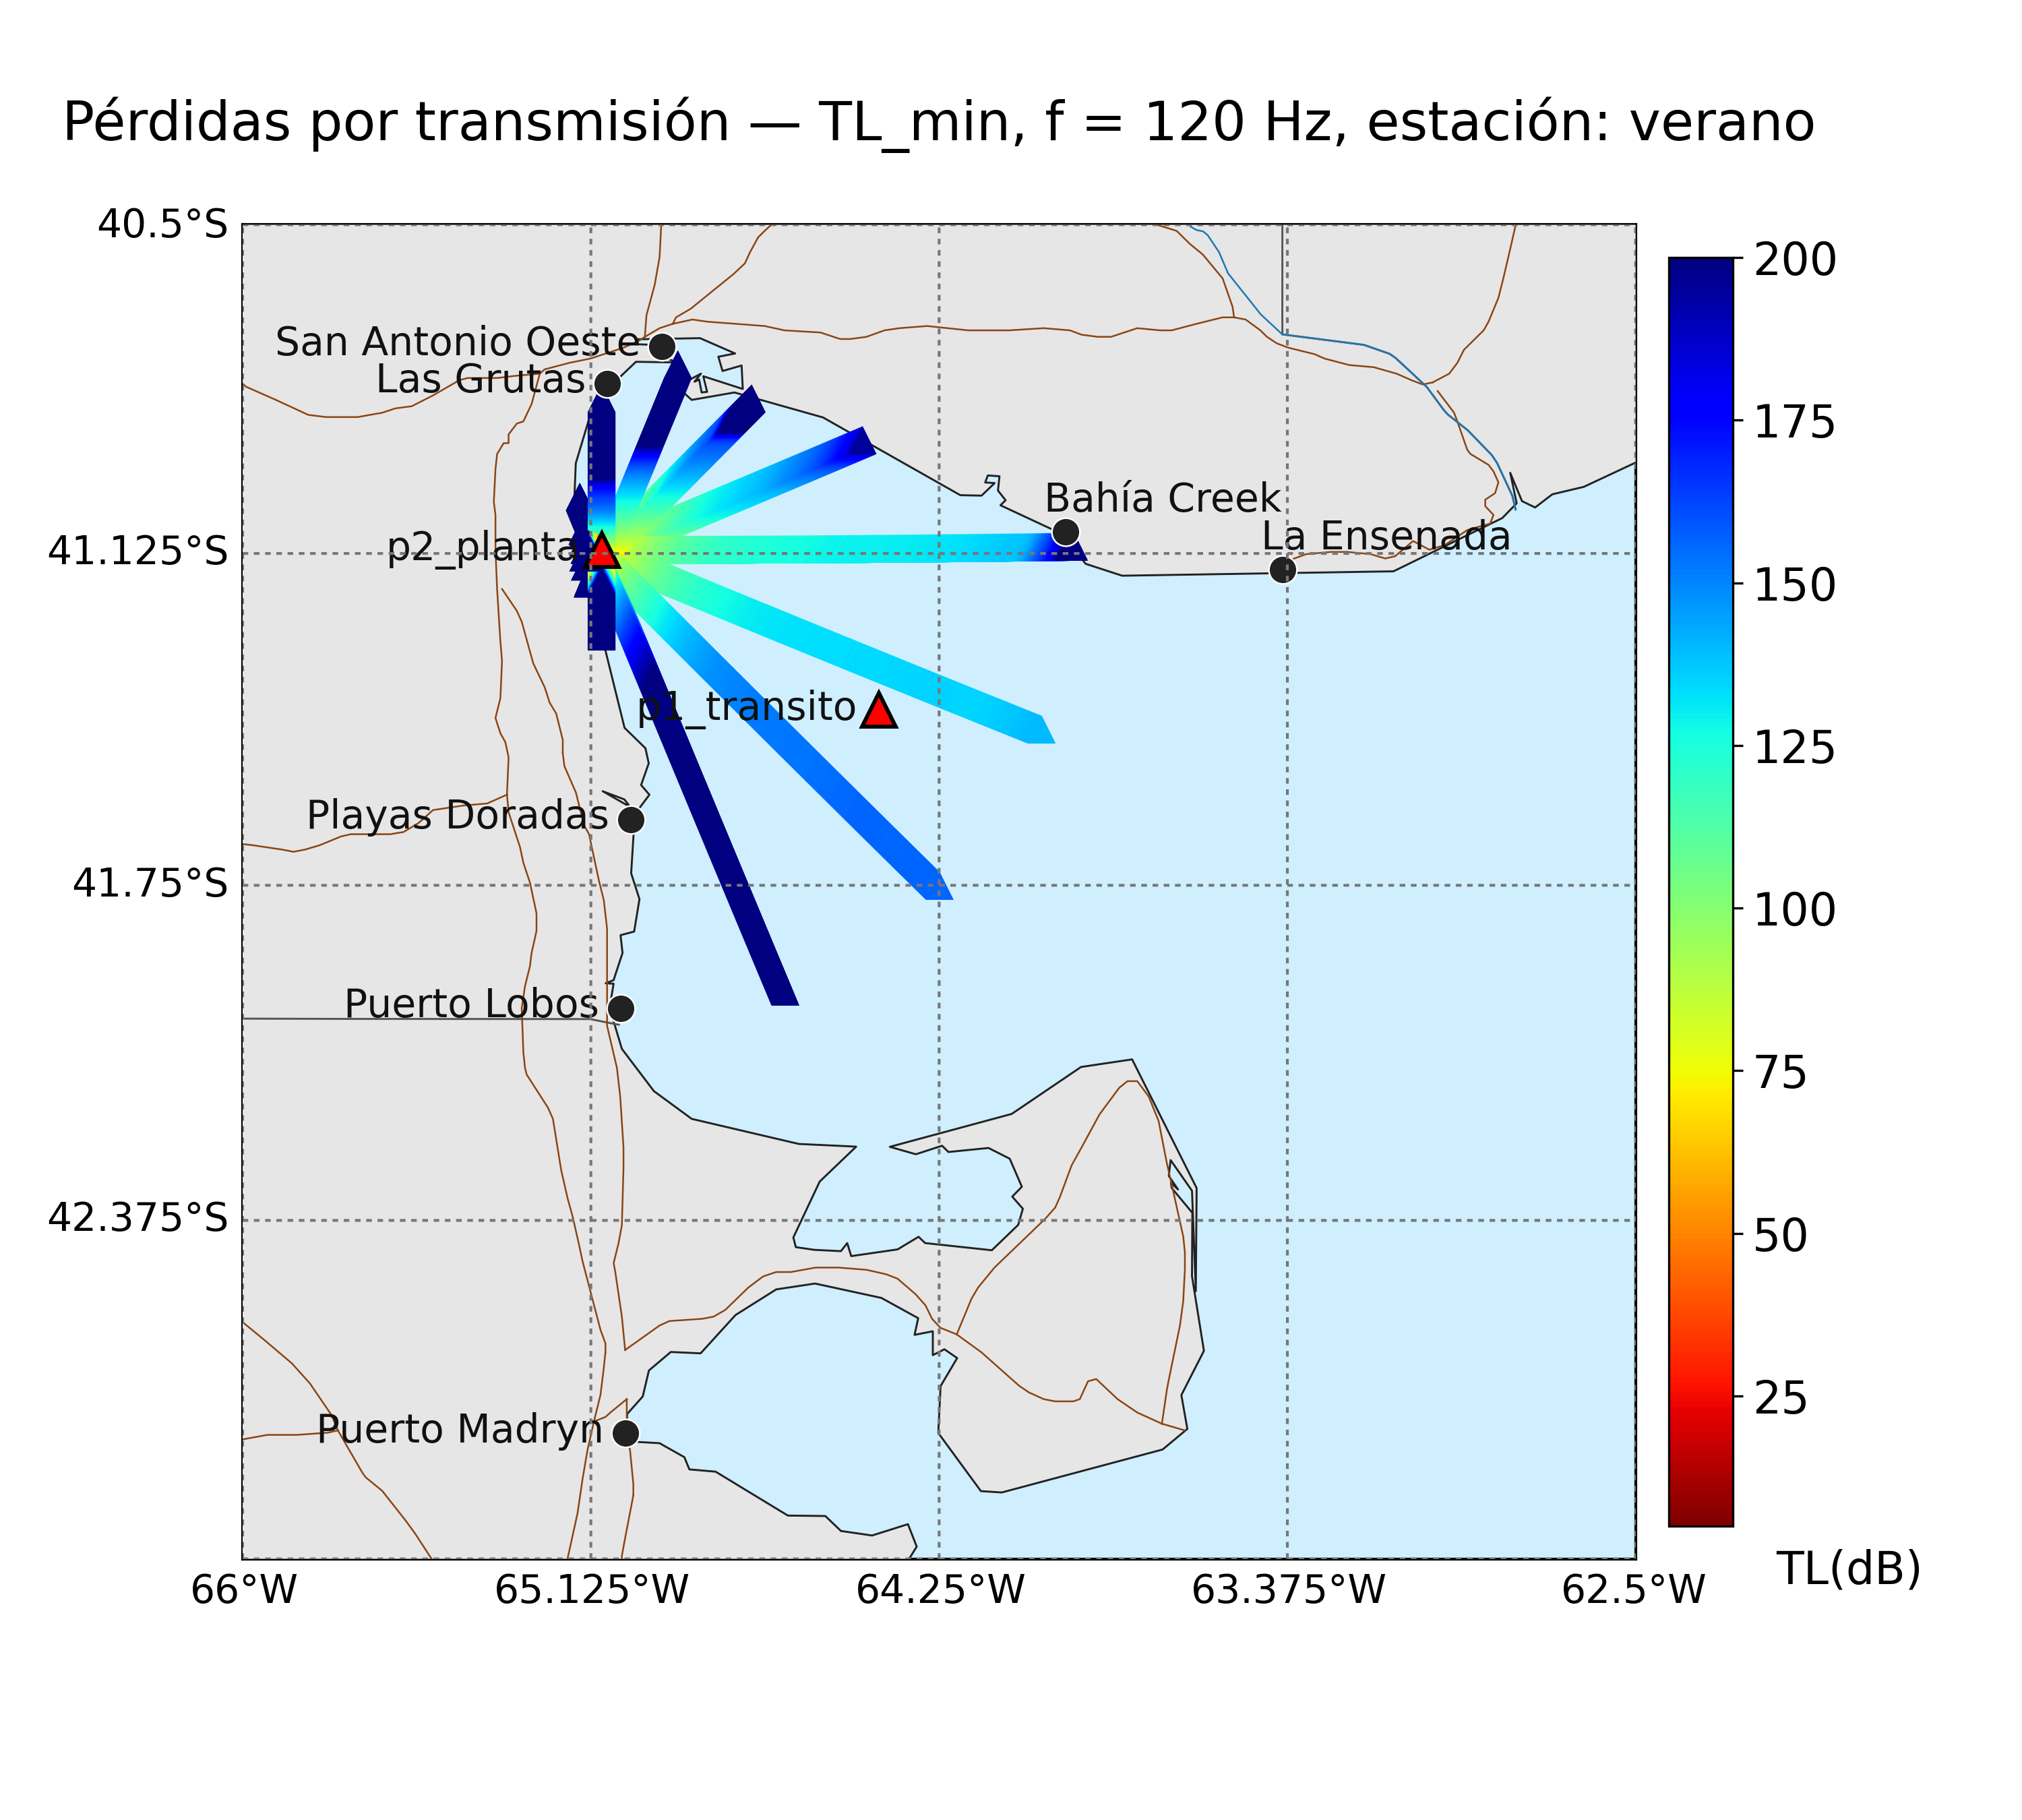 Pérdidas por transmisión — TL_min, f = 120 Hz, estación: verano
40.5°S
200
San Antonio Oeste
Las Grutas
175
Bahía Creek
La Ensenada
p2_planta
41.125°S
150
p1_transito
125
Playas Doradas
41.75°S
100
Puerto Lobos
75
42.375°S
50
25
Puerto Madryn
TL(dB)
66°W
65.125°W
64.25°W
63.375°W
62.5°W